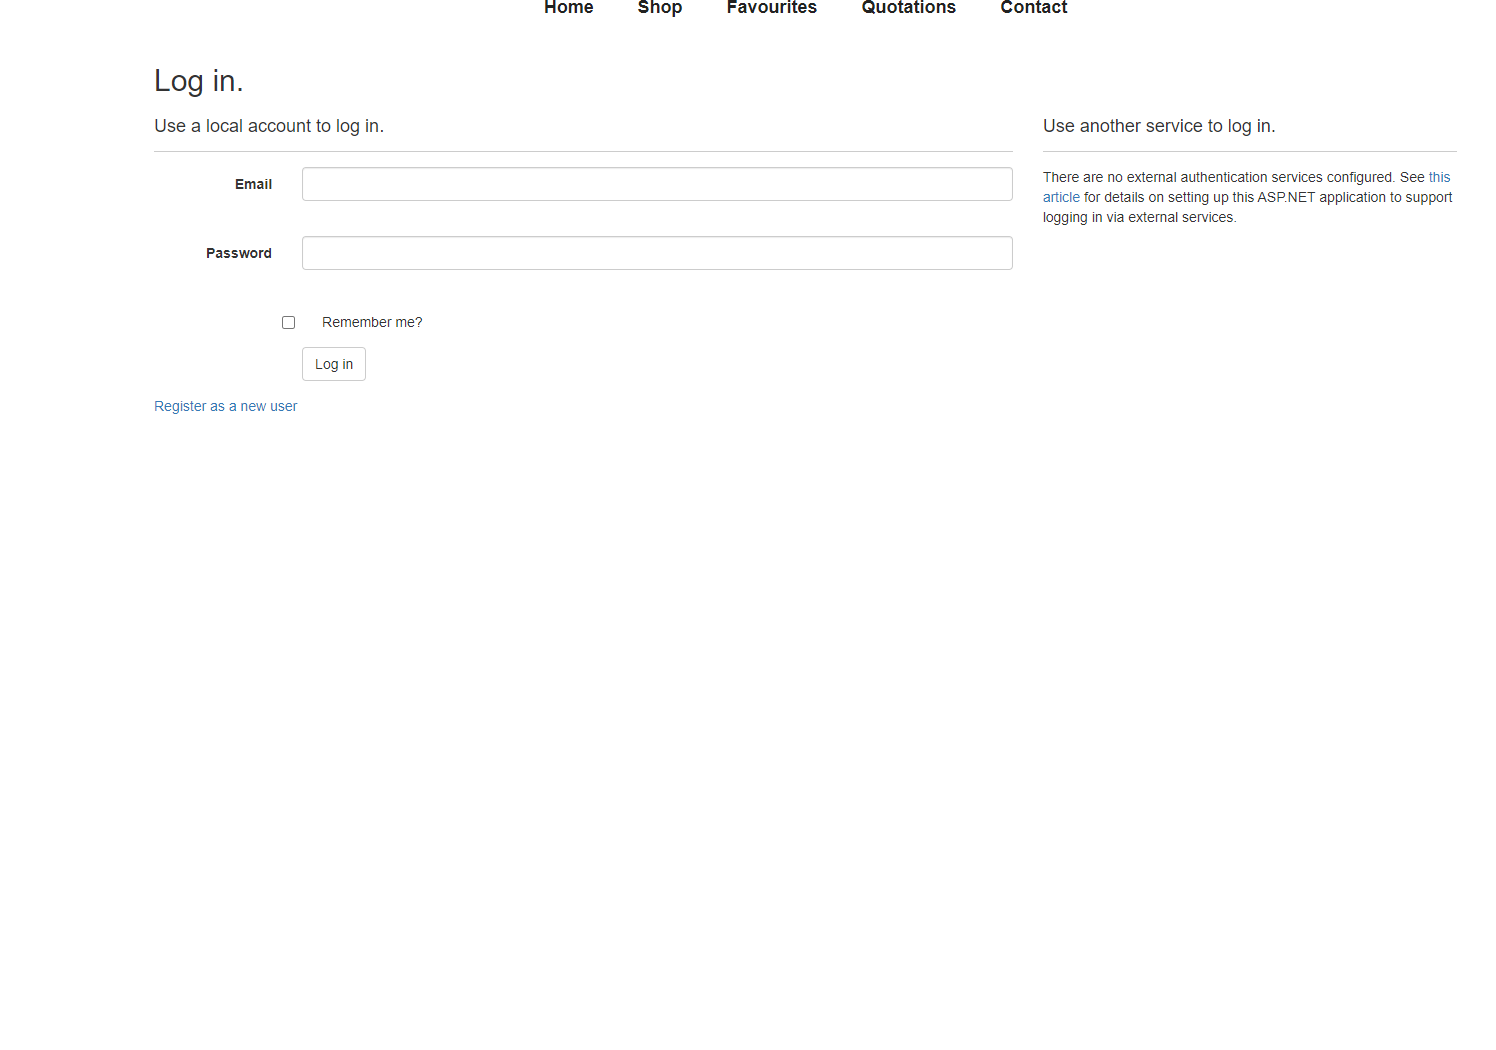 Home Shop Favourites Quotations Contact
Log in.
Use a local account to log in.
Email
Password
Remember me?
Log in
Register as a new user
Use another service to log in.
There are no external authentication services configured. See this
article for details on setting up this ASP.NET application to support
logging in via external services.